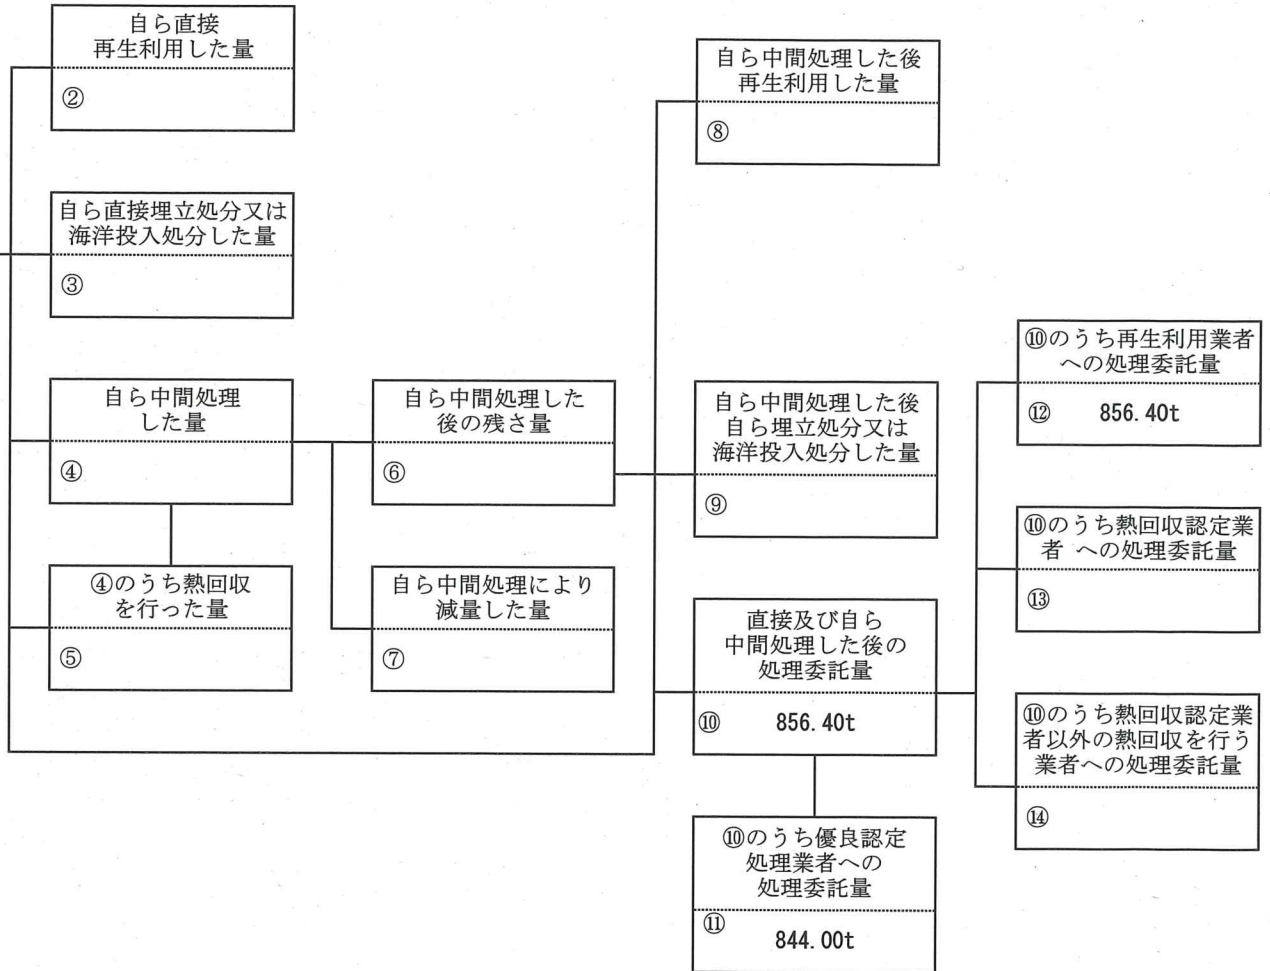 自ら直接
再生利用した量
②
自ら直接埋立処分又は
海洋投入処分した量
③
自ら中間処理
した量
④
④のうち熱回収
を行った量
⑤
自ら中間処理した
後の残さ量
⑥
自ら中間処理により
減量した量
⑦
自ら中間処理した後
再生利用した量
⑧
自ら中間処理した後
自ら埋立処分又は
海洋投入処分した量
⑨
直接及び自ら
中間処理した後の
処理委託量
⑩ 856.40t
⑩のうち優良認定
処理業者への
処理委託量
⑪ 844.00t
⑩のうち再生利用業者
への処理委託量
⑫ 856.40t
⑩のうち熱回収認定業
者 への処理委託量
⑬
⑩のうち熱回収認定業
者以外の熱回収を行う
業者への処理委託量
⑭